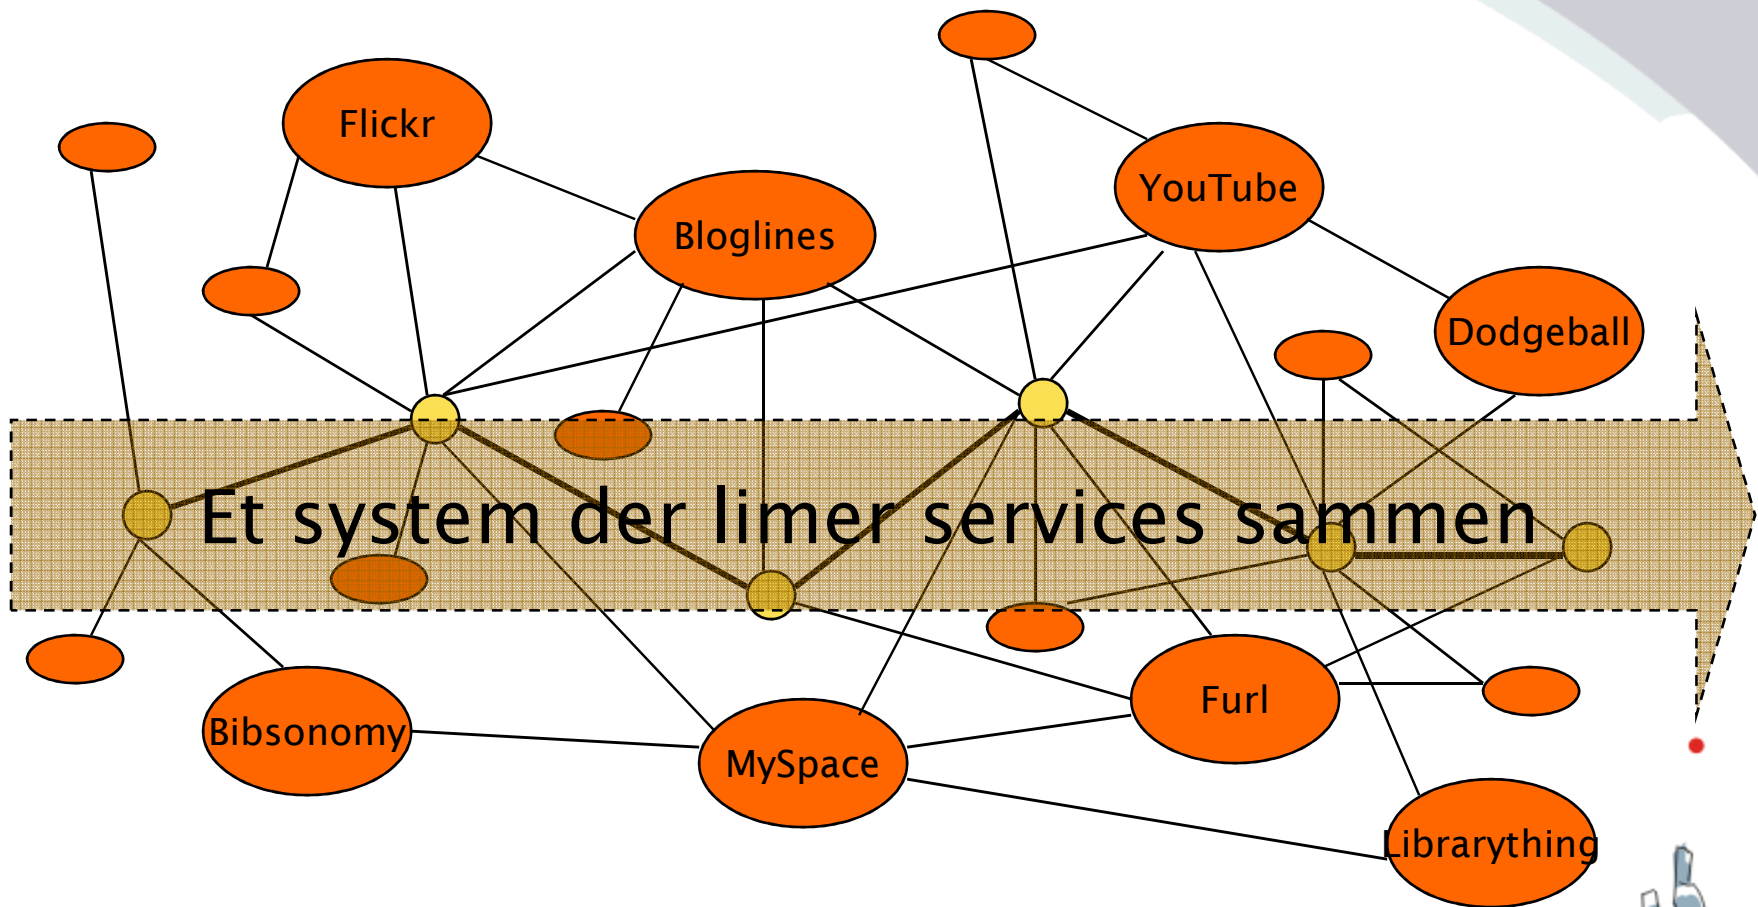 Flickr
YouTube
Bloglines
Dodgeball
Et system der limer services sammen
Furl
Bibsonomy
MySpace
Librarything